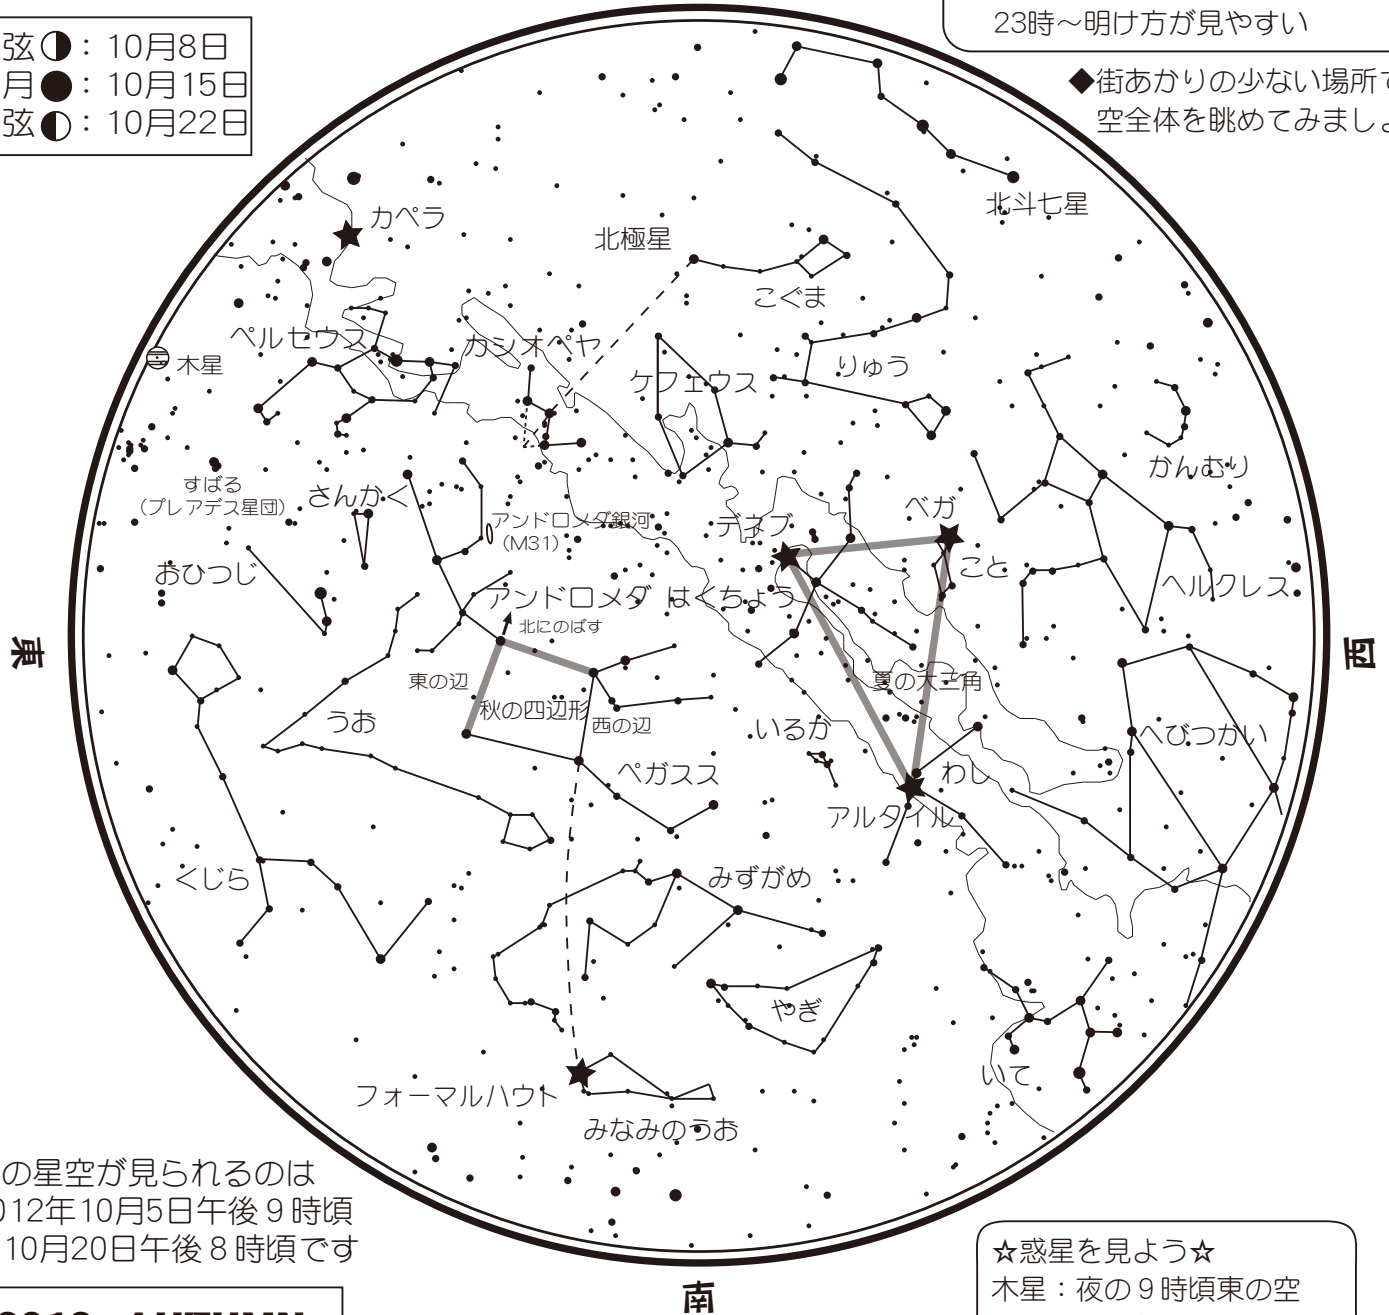 弦◑：10月8日
月●：10月15日
弦◐：10月22日
23時～明け方が見やすい
◆街あかりの少ない場所で
空全体を眺めてみましょ
北斗七星
カペラ
北極星
こぐま
ペルセウス
カシオペヤ
木星
ケフェウス
りゅう
かんむり
すばる
（プレアデス星団）
さんかく
アンドロメダ銀河
（M31）
デネブ
ベガ
こと
おひつじ
アンドロメダ
はくちょう
ヘルクレス
北にのばす
東
西
東の辺
秋の四辺形
西の辺
夏の大三角
うお
いるか
へびつかい
ペガスス
わし
アルタイル
くじら
みずがめ
やぎ
いて
フォーマルハウト
みなみのうお
の星空が見られるのは
012年10月5日午後９時頃
10月20日午後８時頃です
☆惑星を見よう☆
木星：夜の９時頃東の空
南